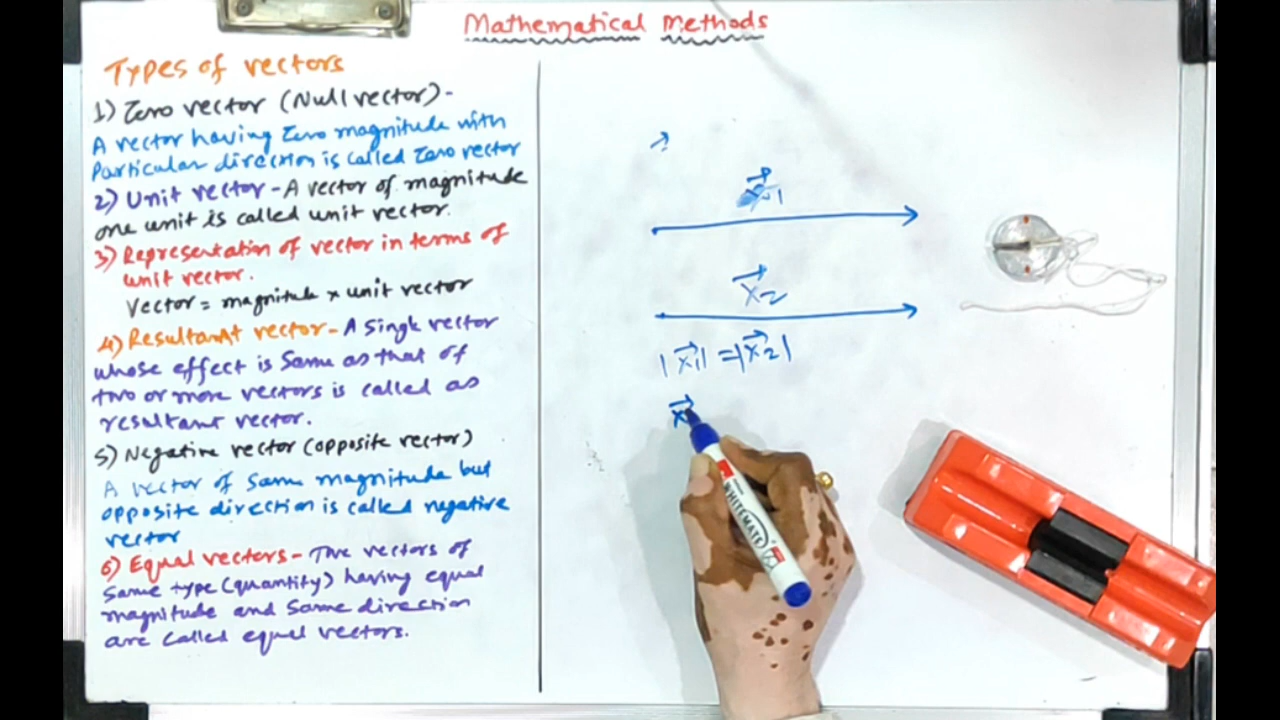 Mathematical Methods
Types of vectors
1) Zero vector (Null vector) -
A vector having Zero magnitude with
Particular direction is called Zero vector
2) Unit vector - A vector of magnitude
one unit is called unit vector.
3) Representation of vector in terms of
unit vector.
Vector = magnitude × unit vector
4) Resultant vector - A single vector
whose effect is same as that of
two or more vectors is called as
resultant vector.
5) Negative vector (opposite vector)
A vector of same magnitude but
opposite direction is called negative
vector
6) Equal vectors - The vectors of
same type (quantity) having equal
magnitude and same direction
are called equal vectors.
x⃗1
x⃗2
|x⃗1| = |x⃗2|
x⃗
WHITEMATE